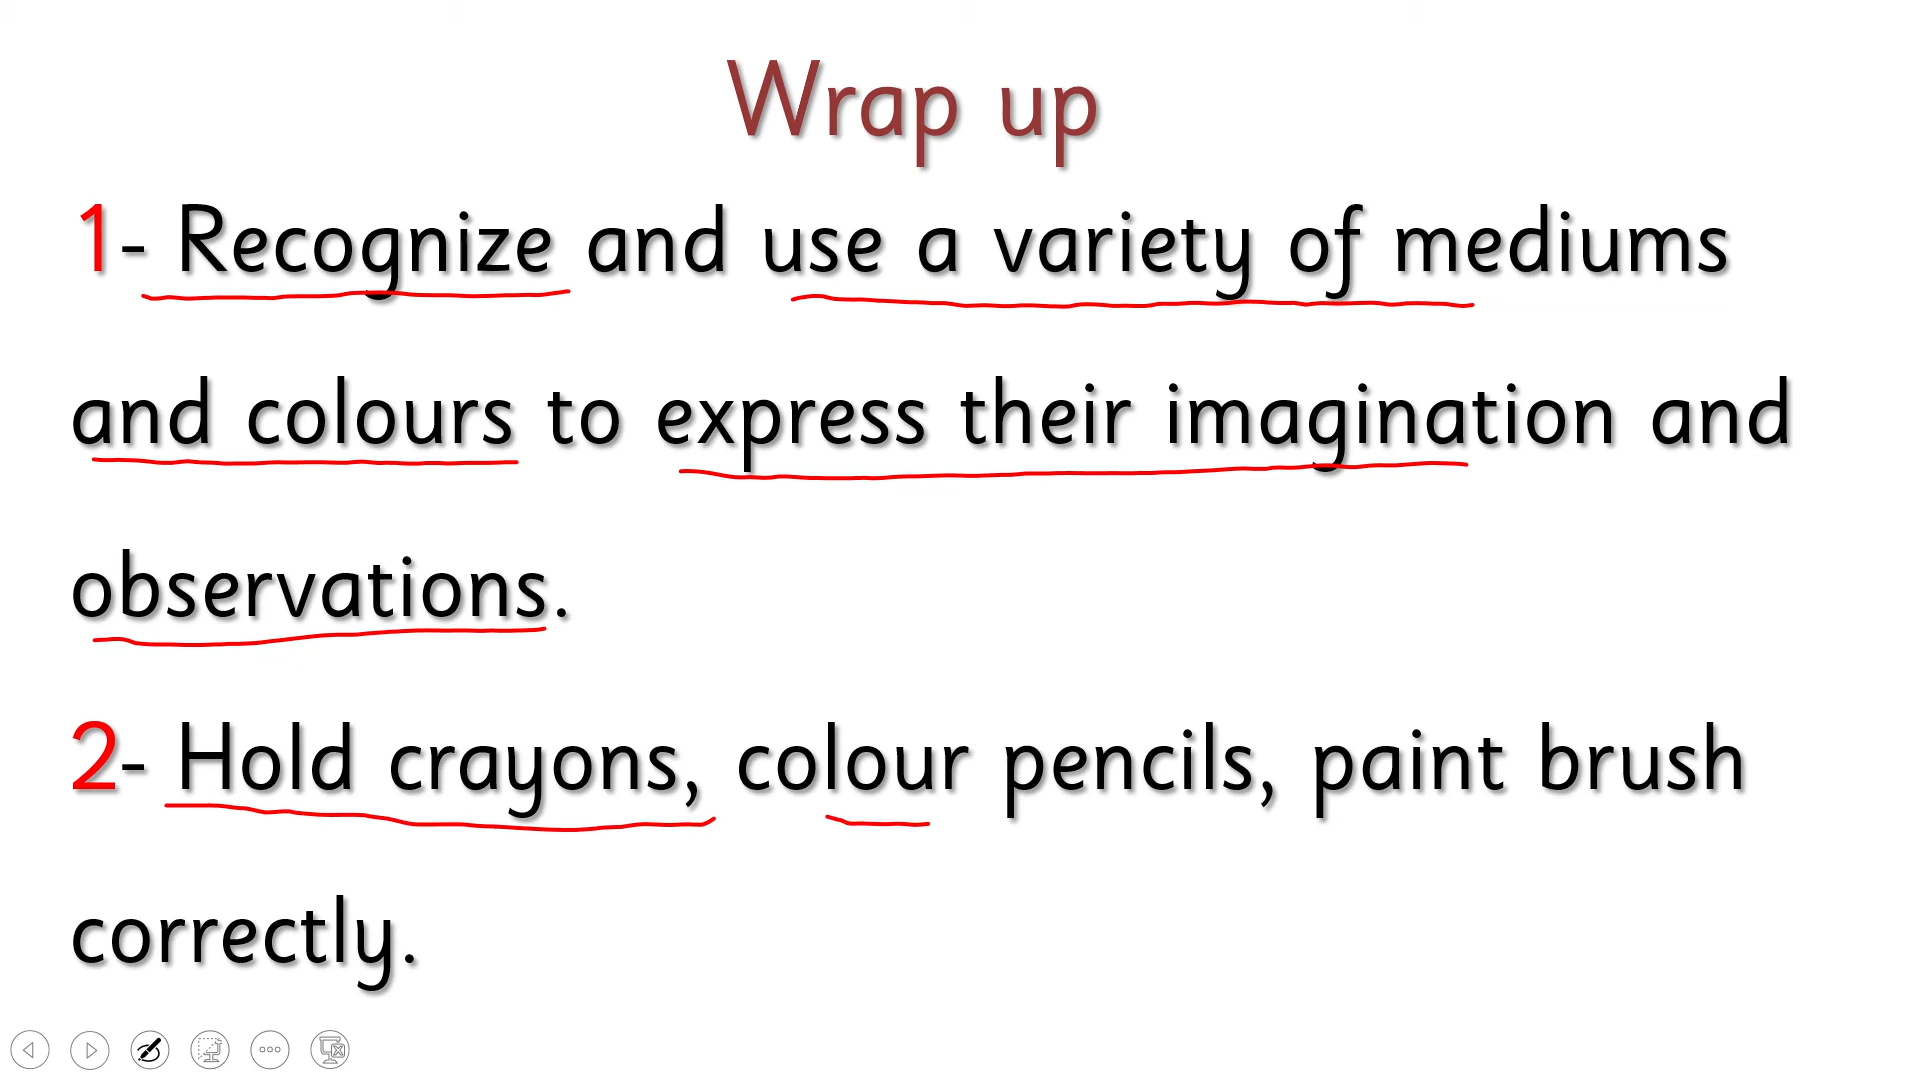 Wrap up
1- Recognize and use a variety of mediums
and colours to express their imagination and
observations.
2- Hold crayons, colour pencils, paint brush
correctly.